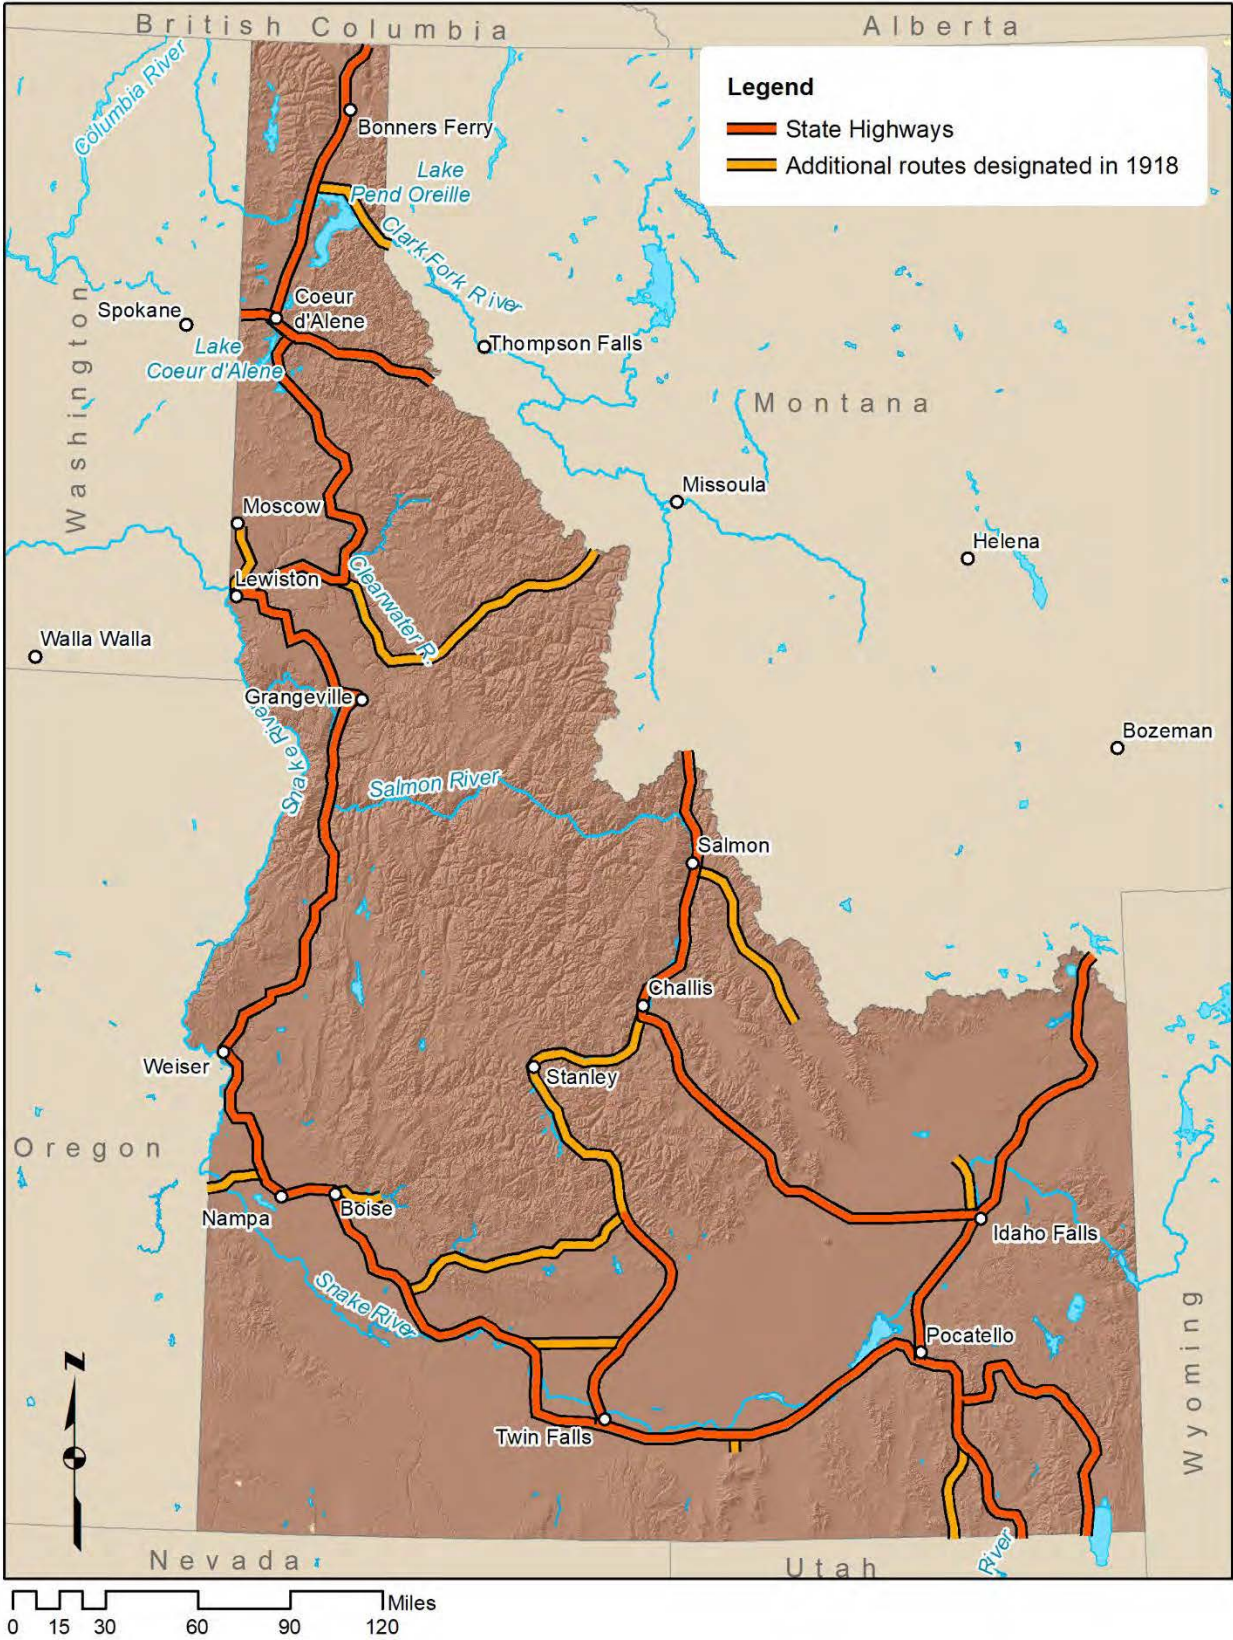 British Columbia
Alberta
Columbia River
Legend
State Highways
Additional routes designated in 1918
Bonners Ferry
Lake
Pend Oreille
Clark Fork River
Washington
Spokane
Coeur
d'Alene
Lake
Coeur d'Alene
Thompson Falls
Montana
Missoula
Moscow
Helena
Lewiston
Clearwater R.
Walla Walla
Grangeville
Snake River
Bozeman
Salmon River
Salmon
Challis
Weiser
Stanley
Oregon
Nampa
Boise
Idaho Falls
Snake River
Pocatello
Wyoming
Twin Falls
N
Nevada
Utah
River
Miles
0 15 30 60 90 120